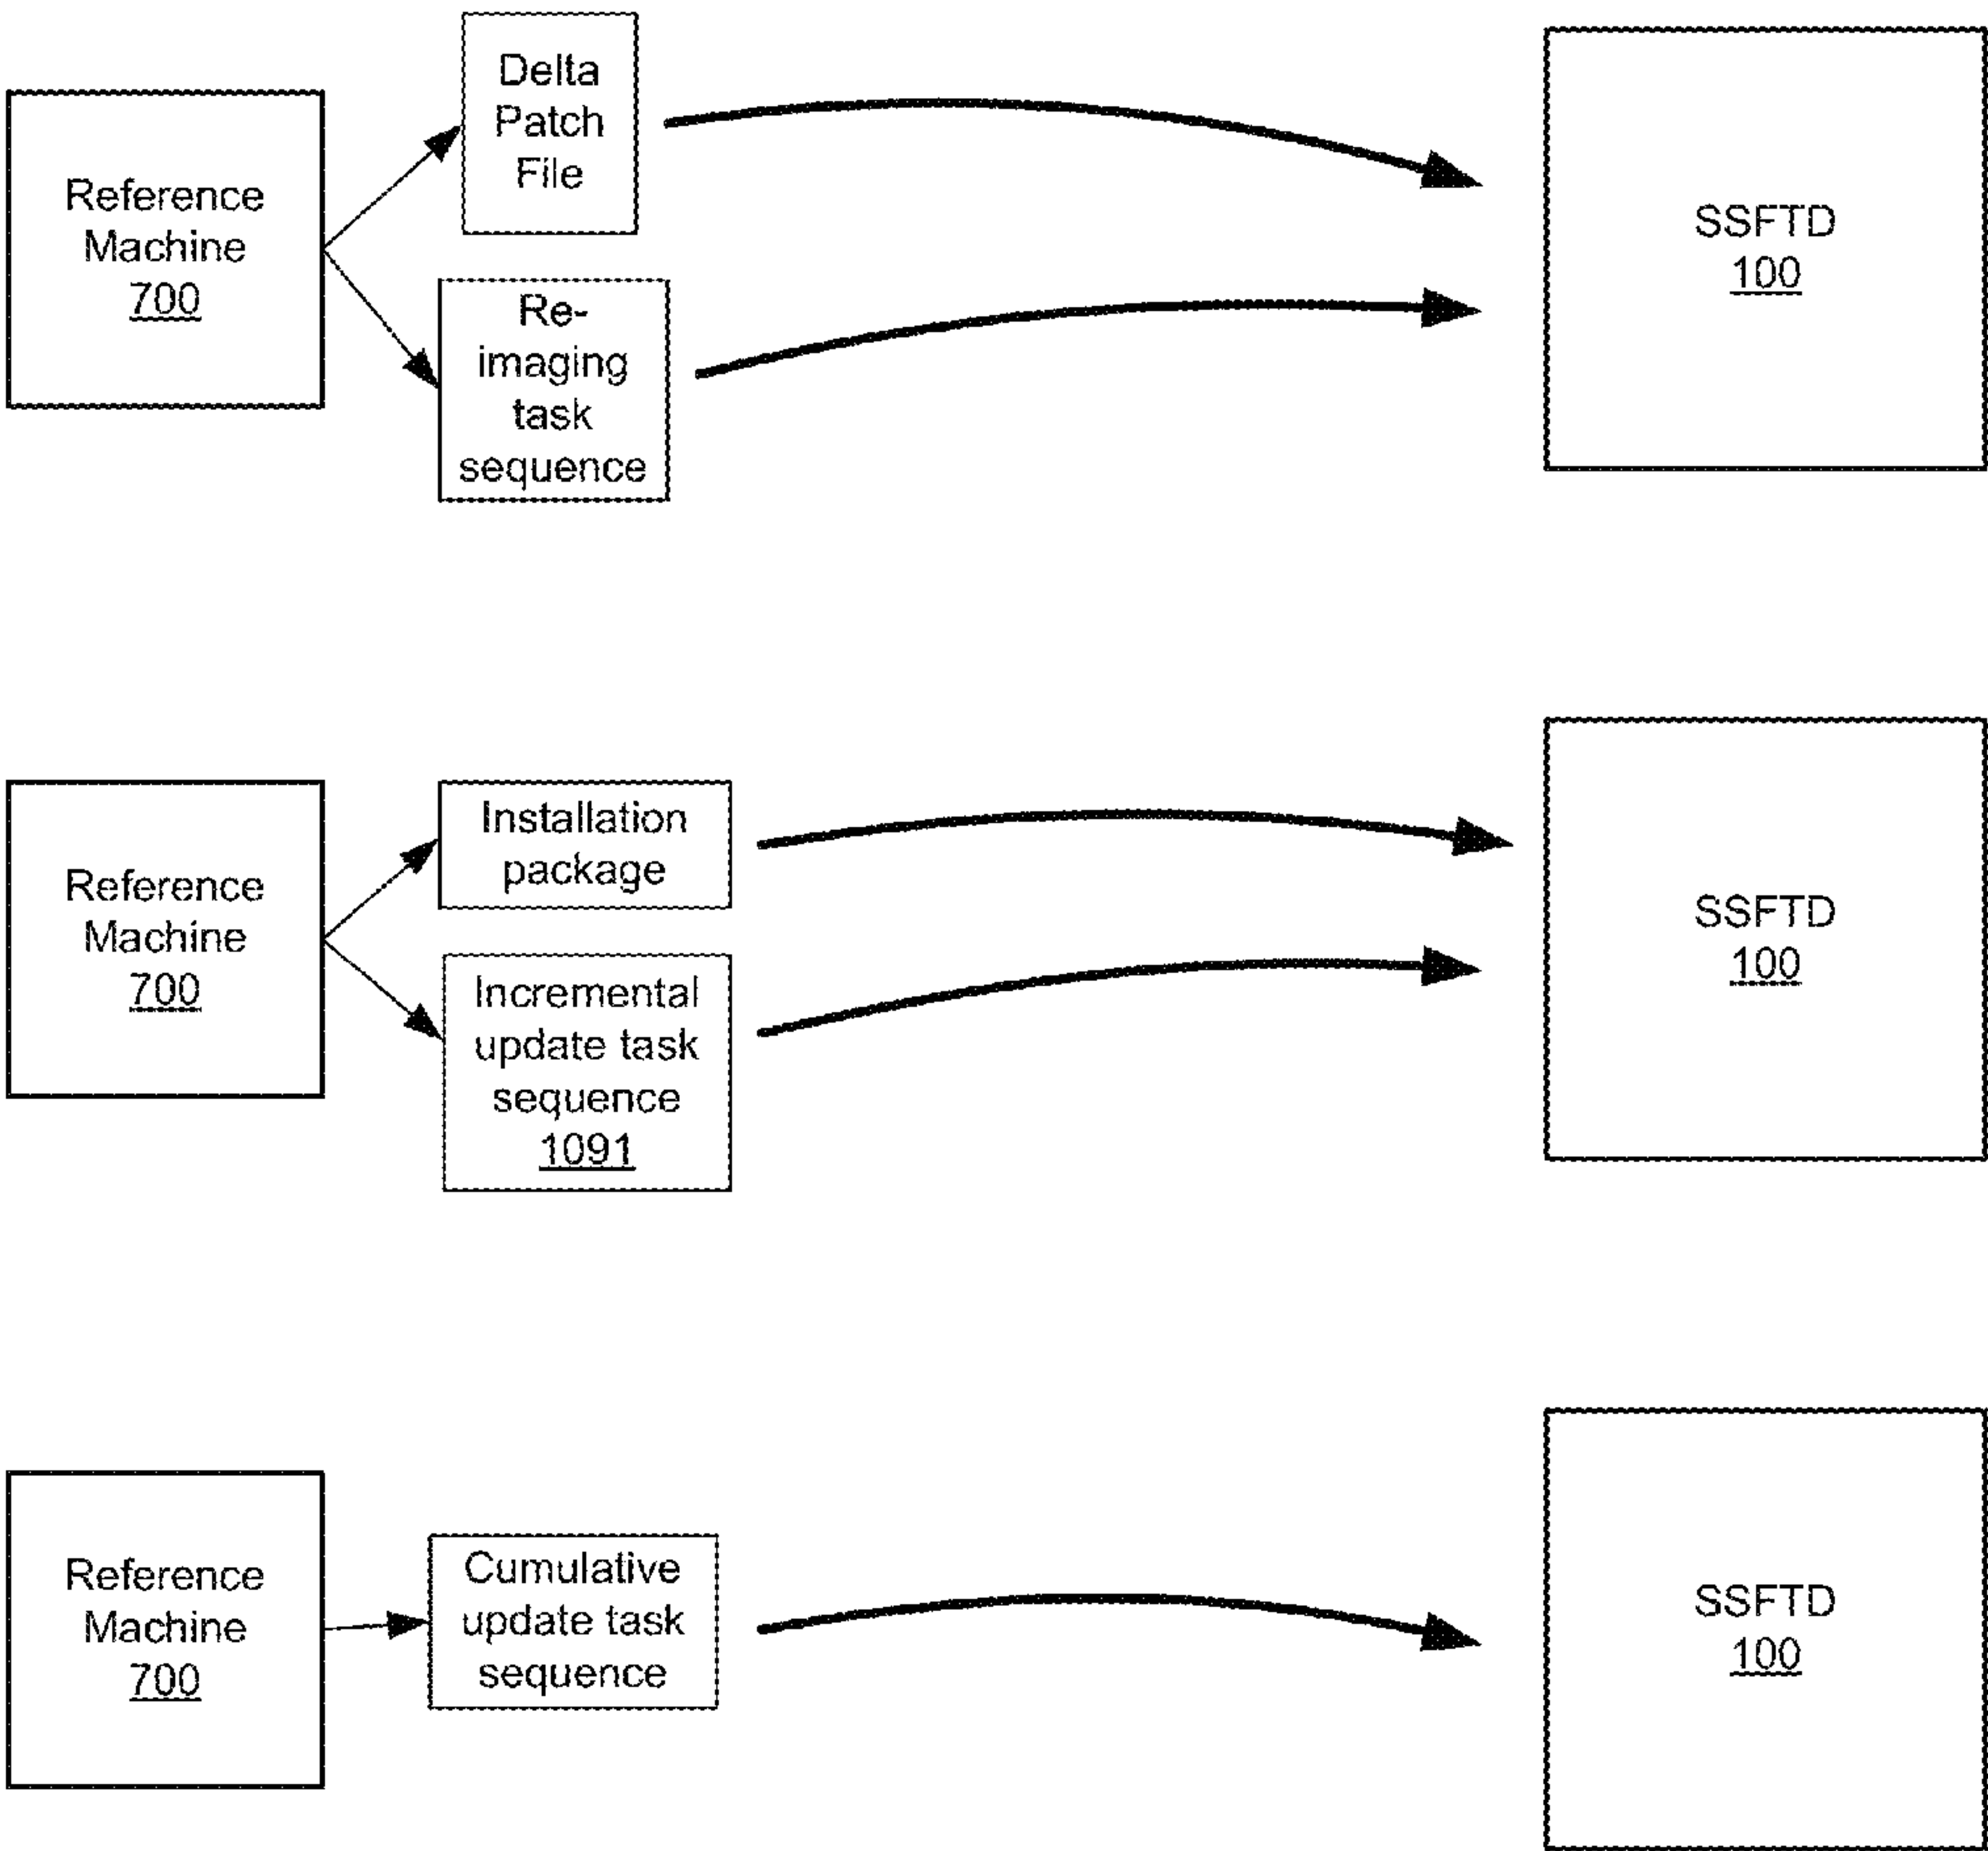 Delta
Patch
File
Reference
Machine
700
SSFTD
100
Re-
imaging
task
sequence
Installation
package
Reference
Machine
700
SSFTD
100
Incremental
update task
sequence
1091
Cumulative
update task
sequence
Reference
Machine
700
SSFTD
100